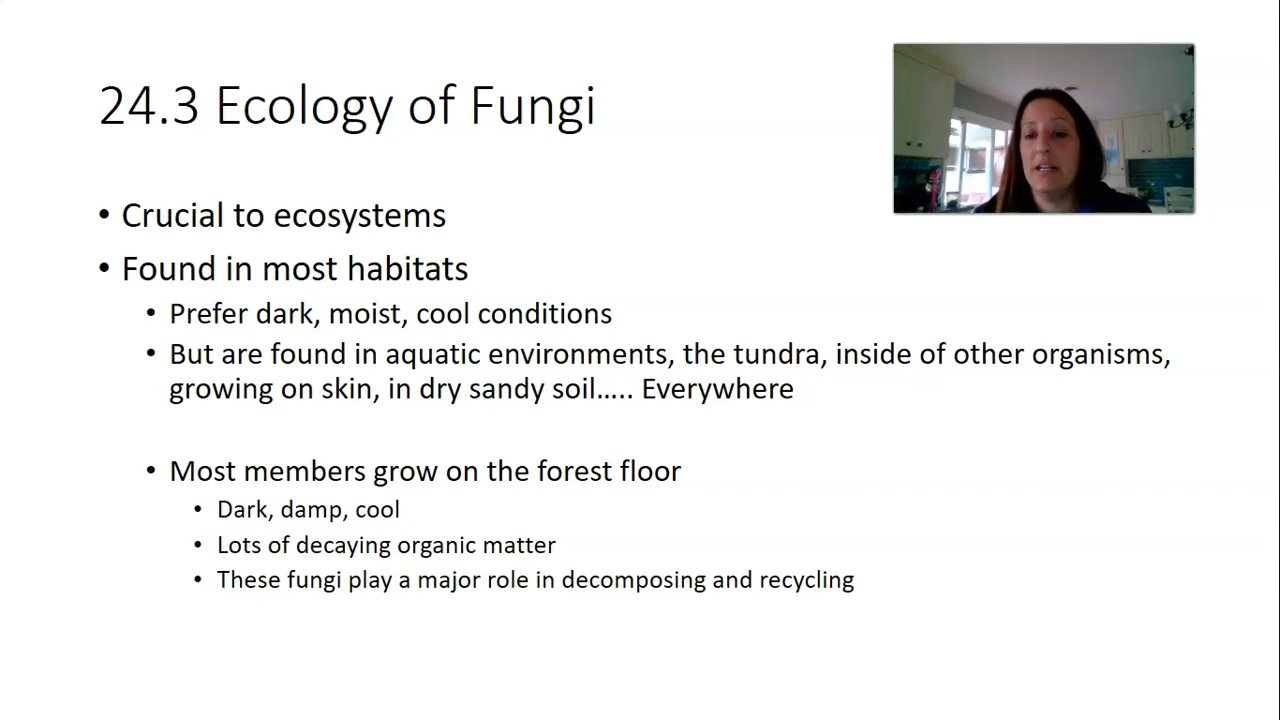 24.3 Ecology of Fungi
• Crucial to ecosystems
• Found in most habitats
• Prefer dark, moist, cool conditions
• But are found in aquatic environments, the tundra, inside of other organisms,
growing on skin, in dry sandy soil….. Everywhere
• Most members grow on the forest floor
• Dark, damp, cool
• Lots of decaying organic matter
• These fungi play a major role in decomposing and recycling